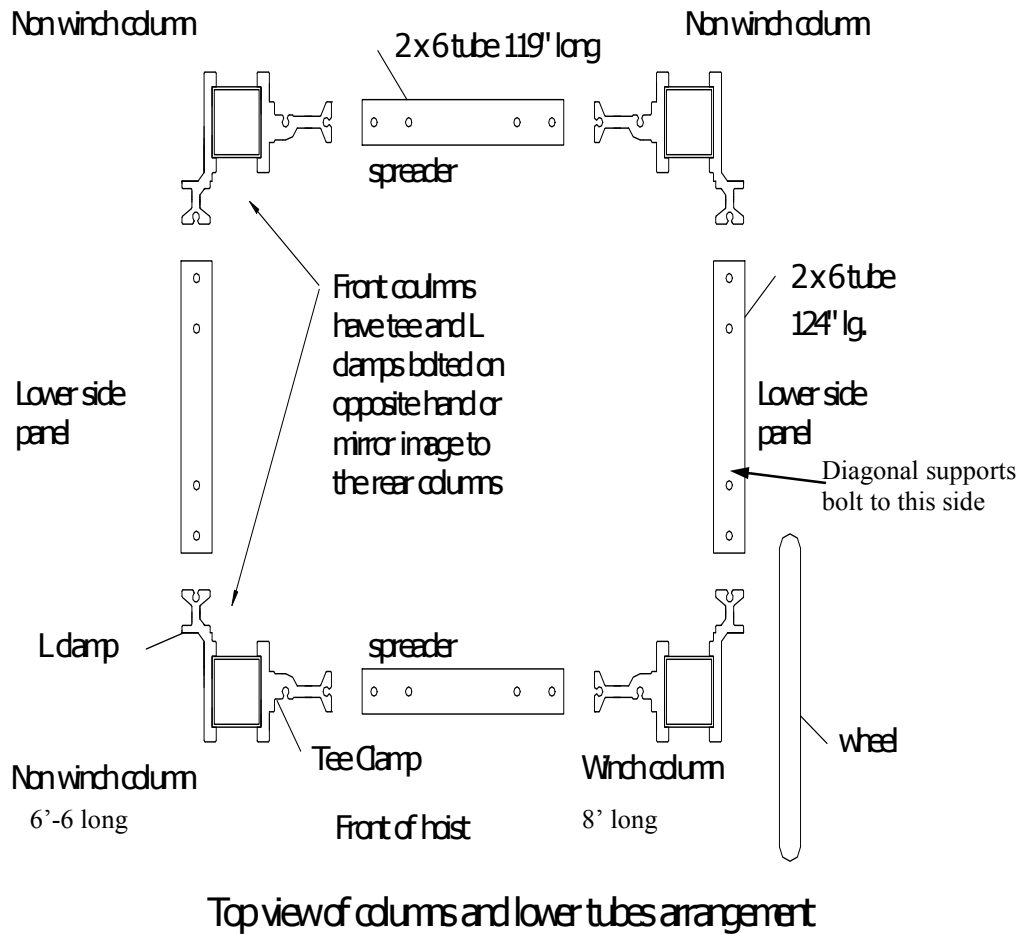 Non winch column
Non winch column
2 x 6 tube 119" long
spreader
Front coulmns
have tee and L
clamps bolted on
opposite hand or
mirror image to
the rear columns
2 x 6 tube
124" lg.
Lower side
panel
Lower side
panel
Diagonal supports
bolt to this side
L clamp
spreader
Tee Clamp
wheel
Non winch column
6’-6 long
Winch column
8’ long
Front of hoist
Top view of columns and lower tubes arrangement